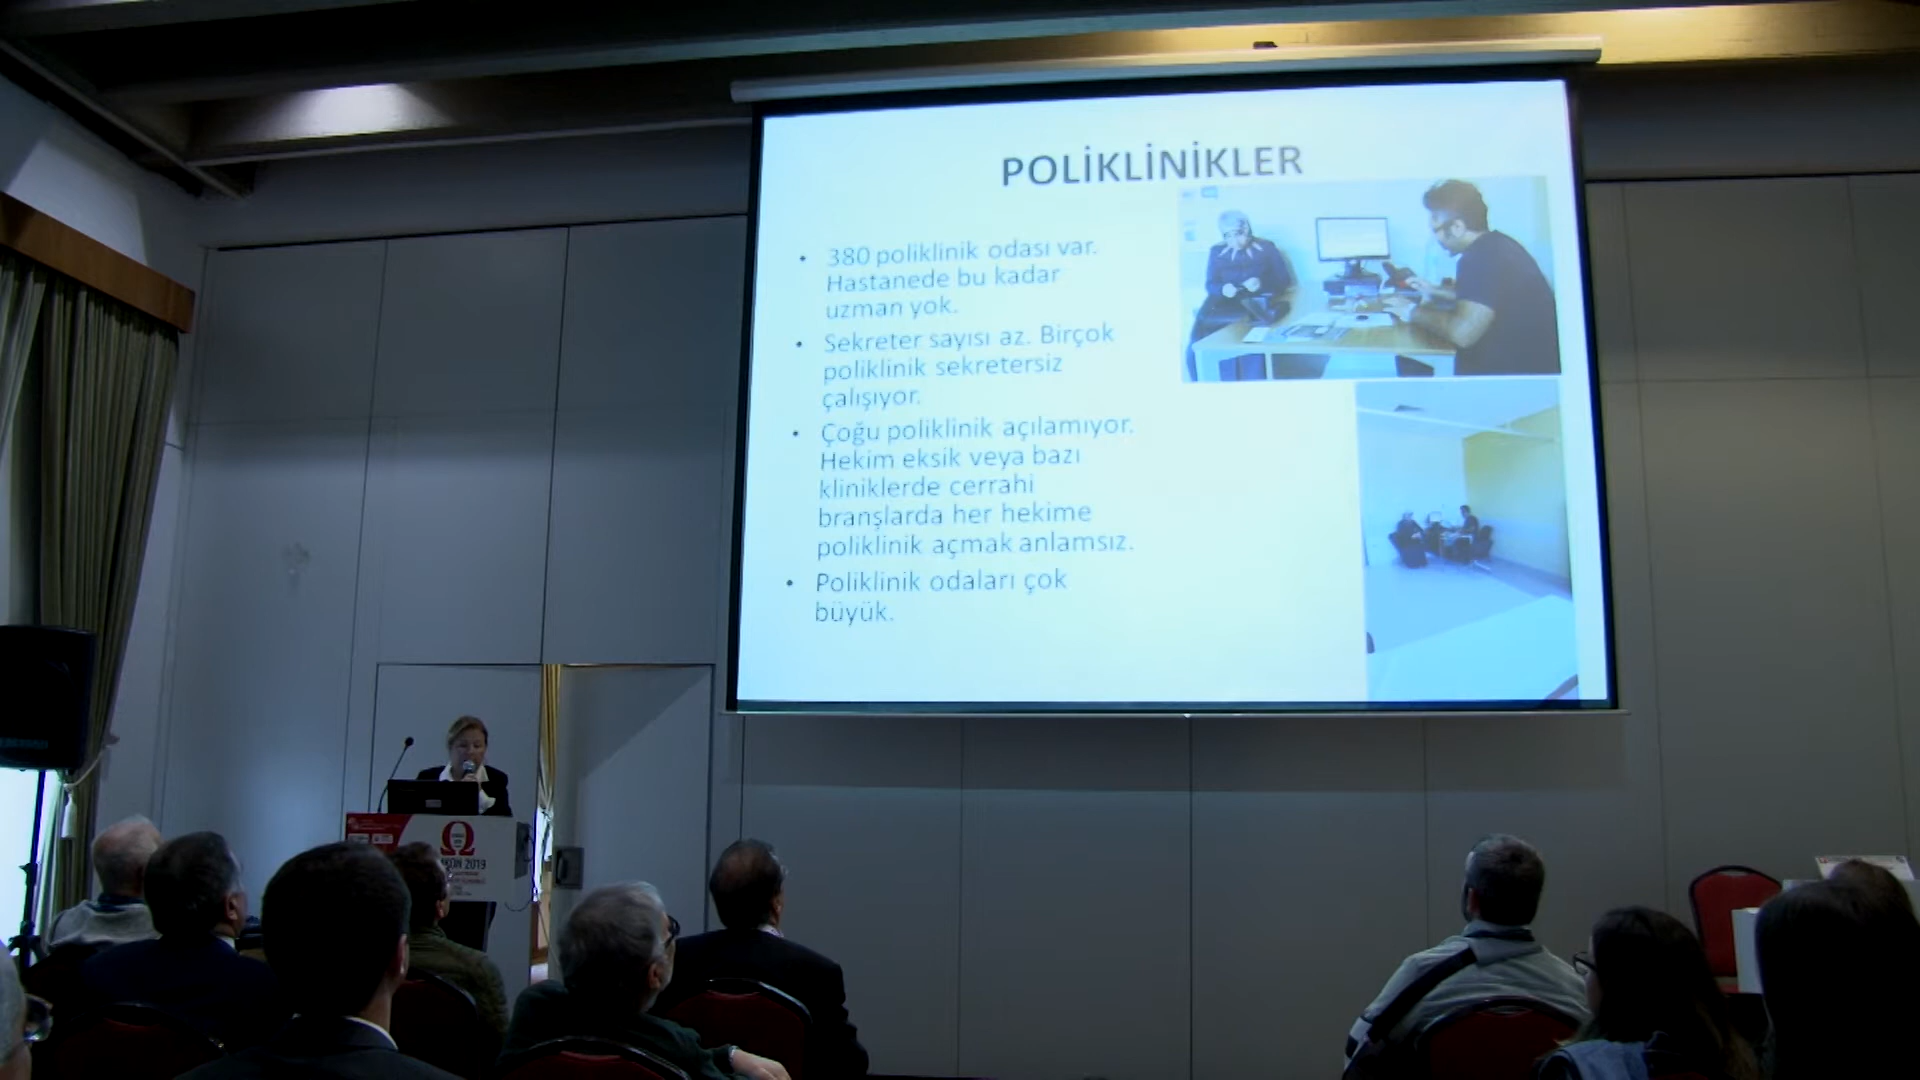 POLİKLİNİKLER
• 380 poliklinik odası var.
Hastanede bu kadar
uzman yok.
• Sekreter sayısı az. Birçok
poliklinik sekretersiz
çalışıyor.
• Çoğu poliklinik açılamıyor.
Hekim eksik veya bazı
kliniklerde cerrahi
branşlarda her hekime
poliklinik açmak anlamsız.
• Poliklinik odaları çok
büyük.
2019